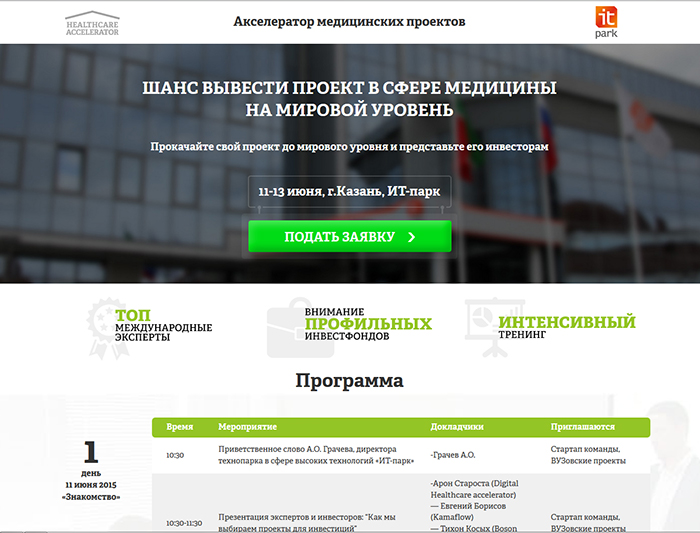 HEALTHCARE
ACCELERATOR
Акселератор медицинских проектов
it
park
ШАНС ВЫВЕСТИ ПРОЕКТ В СФЕРЕ МЕДИЦИНЫ
НА МИРОВОЙ УРОВЕНЬ
Прокачайте свой проект до мирового уровня и представьте его инвесторам
11-13 июня, г.Казань, ИТ-парк
ПОДАТЬ ЗАЯВКУ
ТОП
МЕЖДУНАРОДНЫЕ
ЭКСПЕРТЫ
ВНИМАНИЕ
ПРОФИЛЬНЫХ
ИНВЕСТФОНДОВ
ИНТЕНСИВНЫЙ
ТРЕНИНГ
Программа
Время Мероприятие Докладчики Приглашаются
1
день
11 июня 2015
«Знакомство»
10:30
Приветственное слово А.О. Грачева, директора
технопарка в сфере высоких технологий «ИТ-парк»
-Грачев А.О.
Стартап команды,
ВУЗовские проекты
10:30-11:30
Презентация экспертов и инвесторов: "Как мы
выбираем проекты для инвестиций"
-Арон Староста (Digital
Healthcare accelerator)
— Евгений Борисов
(Kamaflow)
— Тихон Косых (Boson
Стартап команды,
ВУЗовские проекты